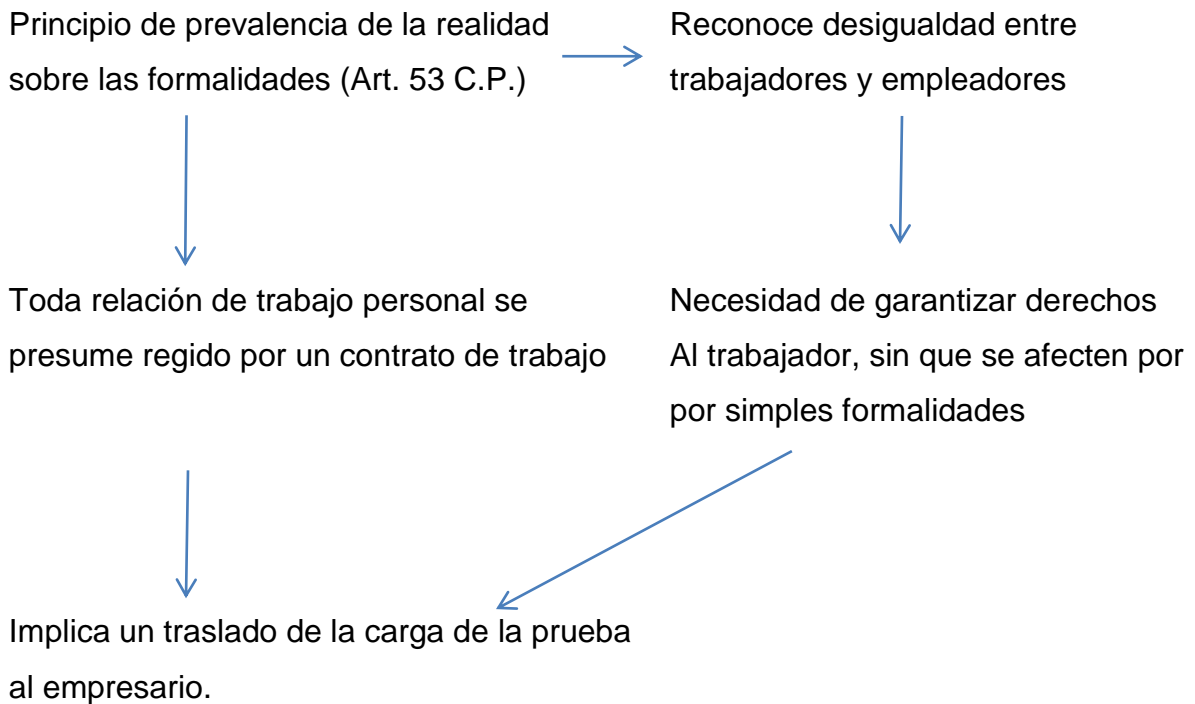 Principio de prevalencia de la realidad
sobre las formalidades (Art. 53 C.P.)
Reconoce desigualdad entre
trabajadores y empleadores
Toda relación de trabajo personal se
presume regido por un contrato de trabajo
Necesidad de garantizar derechos
Al trabajador, sin que se afecten por
por simples formalidades
Implica un traslado de la carga de la prueba
al empresario.